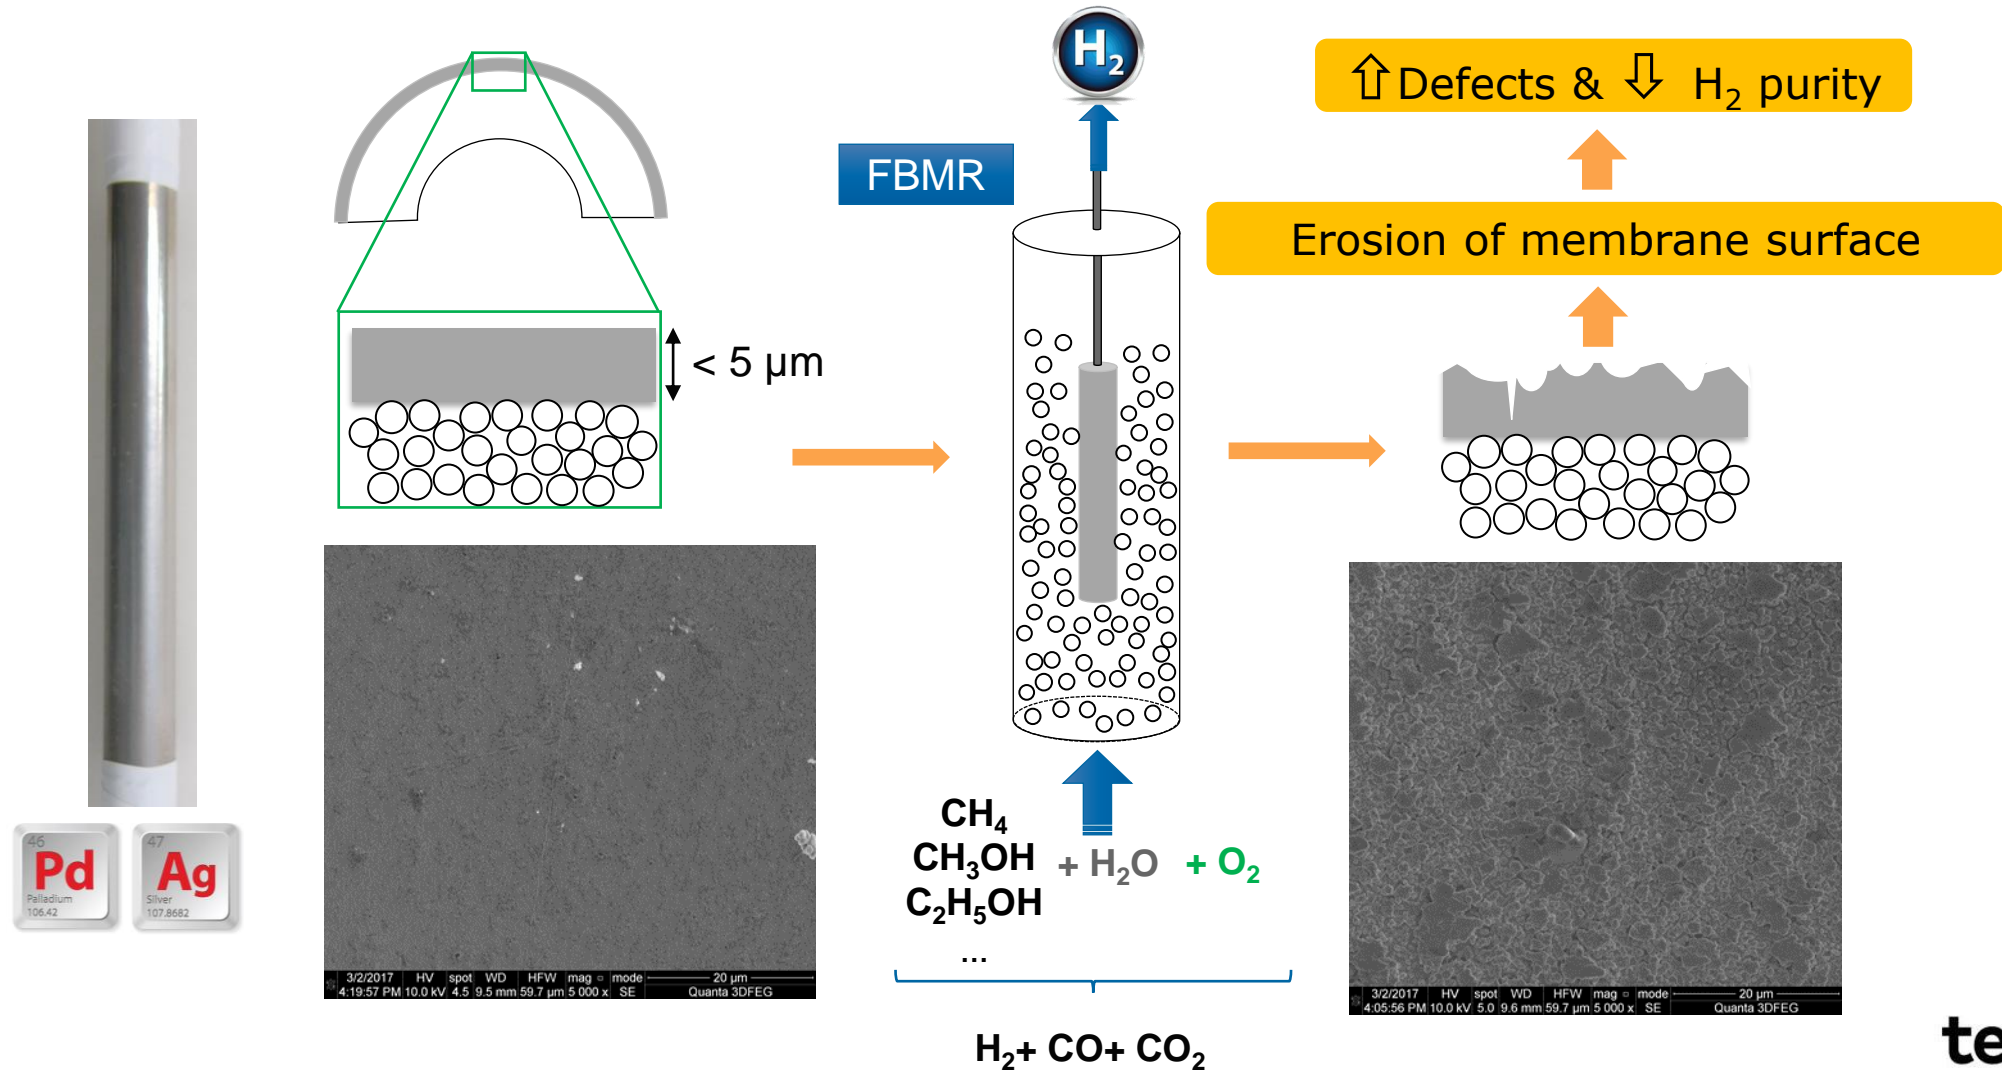 H2
⇧ Defects & ⇩ H2 purity
FBMR
Erosion of membrane surface
< 5 µm
46
Pd
Palladium
106.42
47
Ag
Silver
107.8682
CH4
CH3OH + H2O + O2
C2H5OH
...
H2+ CO+ CO2
3/2/2017 HV spot WD HFW mag mode 20 µm
4:19:57 PM 10.0 kV 4.5 9.5 mm 59.7 µm 5 000 x SE Quanta 3DFEG
3/2/2017 HV spot WD HFW mag mode 20 µm
4:05:56 PM 10.0 kV 5.0 9.6 mm 59.7 µm 5 000 x SE Quanta 3DFEG
te